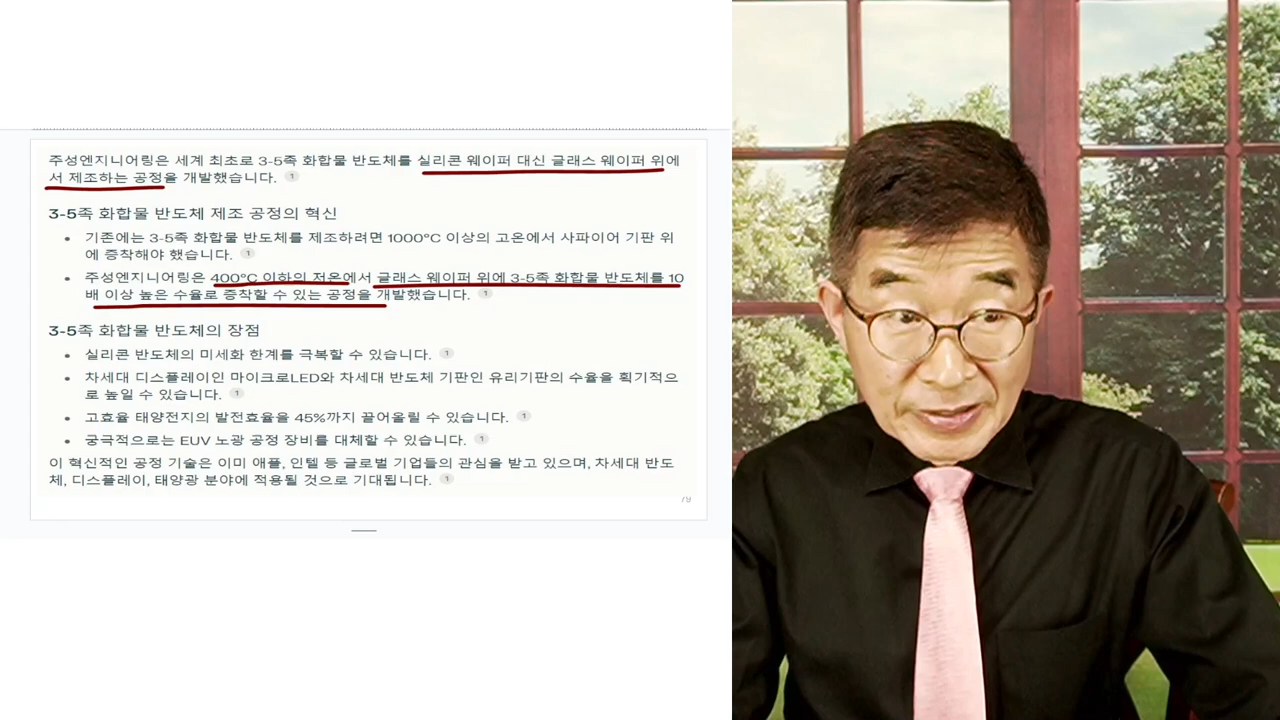 주성엔지니어링은 세계 최초로 3-5족 화합물 반도체를 실리콘 웨이퍼 대신 글래스 웨이퍼 위에
서 제조하는 공정을 개발했습니다. 1
3-5족 화합물 반도체 제조 공정의 혁신
• 기존에는 3-5족 화합물 반도체를 제조하려면 1000°C 이상의 고온에서 사파이어 기판 위
에 증착해야 했습니다. 1
• 주성엔지니어링은 400°C 이하의 저온에서 글래스 웨이퍼 위에 3-5족 화합물 반도체를 10
배 이상 높은 수율로 증착할 수 있는 공정을 개발했습니다. 1
3-5족 화합물 반도체의 장점
• 실리콘 반도체의 미세화 한계를 극복할 수 있습니다. 1
• 차세대 디스플레이인 마이크로LED와 차세대 반도체 기판인 유리기판의 수율을 획기적으
로 높일 수 있습니다. 1
• 고효율 태양전지의 발전효율을 45%까지 끌어올릴 수 있습니다. 1
• 궁극적으로는 EUV 노광 공정 장비를 대체할 수 있습니다. 1
이 혁신적인 공정 기술은 이미 애플, 인텔 등 글로벌 기업들의 관심을 받고 있으며, 차세대 반도
체, 디스플레이, 태양광 분야에 적용될 것으로 기대됩니다. 1